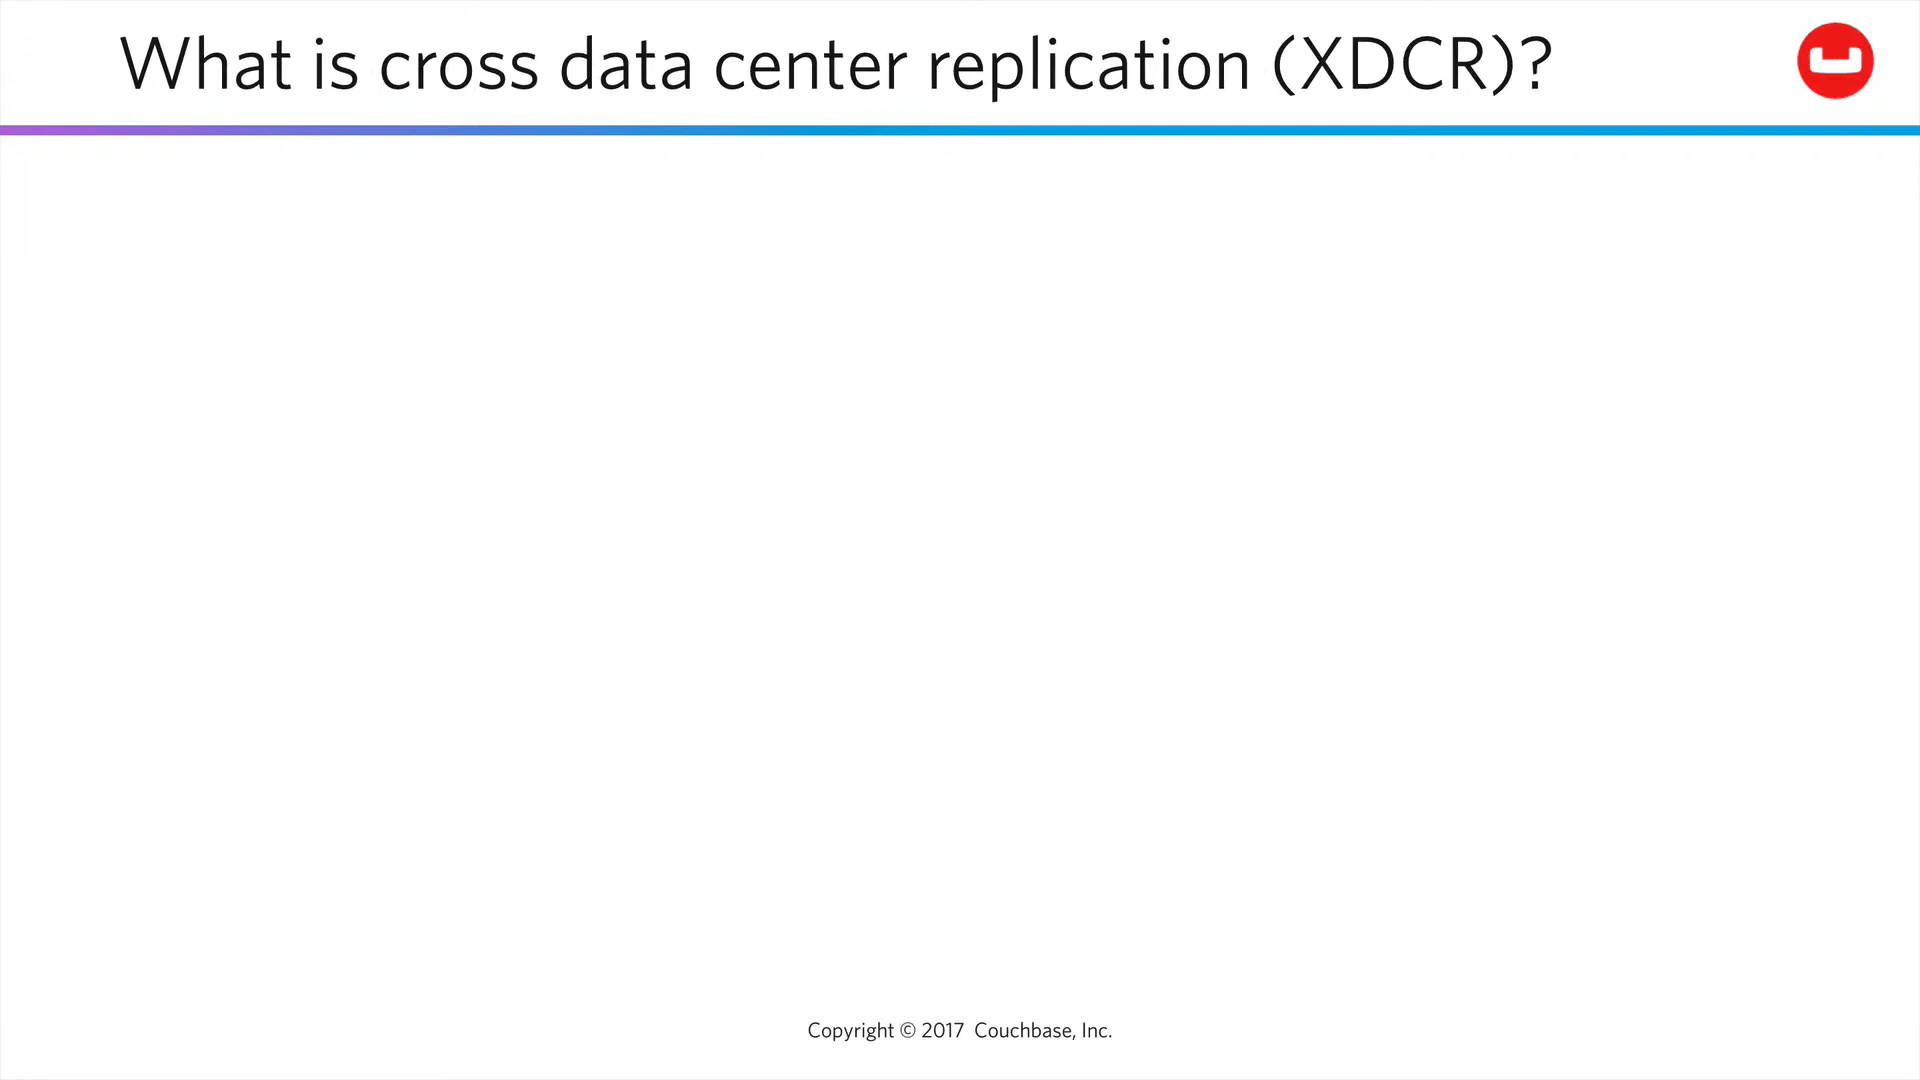 What is cross data center replication (XDCR)?
Copyright © 2017 Couchbase, Inc.